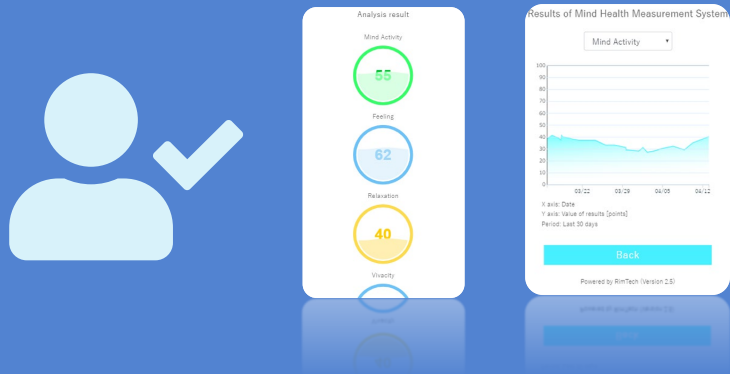 Analysis result
Mind Activity
55
Feeling
62
Relaxation
40
Vivacity
Results of Mind Health Measurement System
Mind Activity
100
90
80
70
60
50
40
30
20
10
0
03/22
03/29
04/05
04/12
X axis: Date
Y axis: Value of results [points]
Period: Last 30 days
Back
Powered by RimTech (Version 2.5)